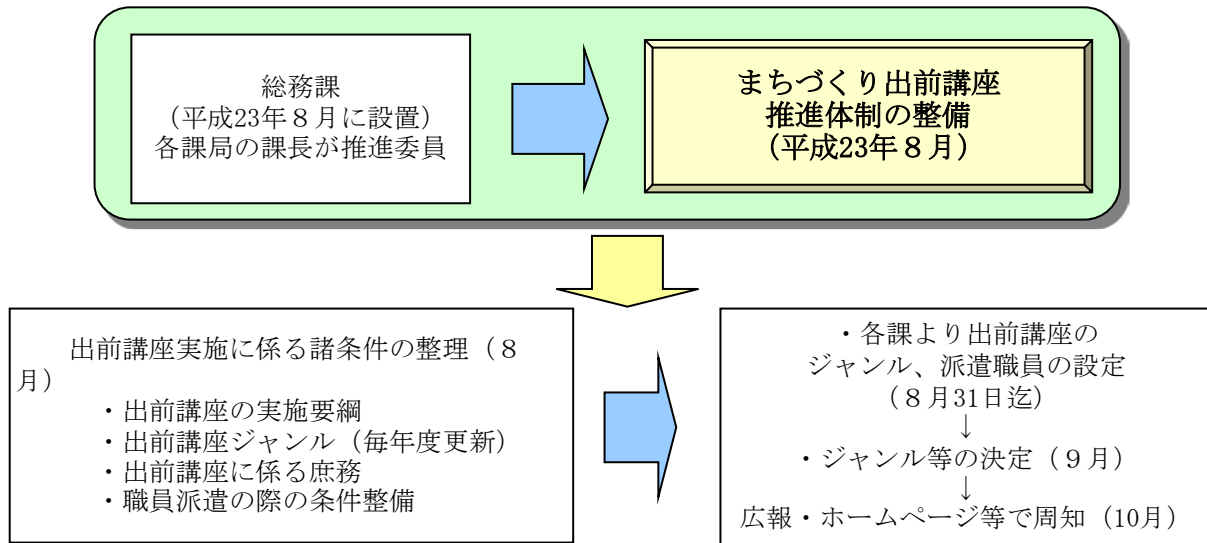 総務課
（平成23年８月に設置）
各課局の課長が推進委員
まちづくり出前講座
推進体制の整備
（平成23年８月）
出前講座実施に係る諸条件の整理（８
月）
・出前講座の実施要綱
・出前講座ジャンル（毎年度更新）
・出前講座に係る庶務
・職員派遣の際の条件整備
・各課より出前講座の
ジャンル、派遣職員の設定
（８月31日迄）
↓
・ジャンル等の決定（９月）
↓
広報・ホームページ等で周知（10月）